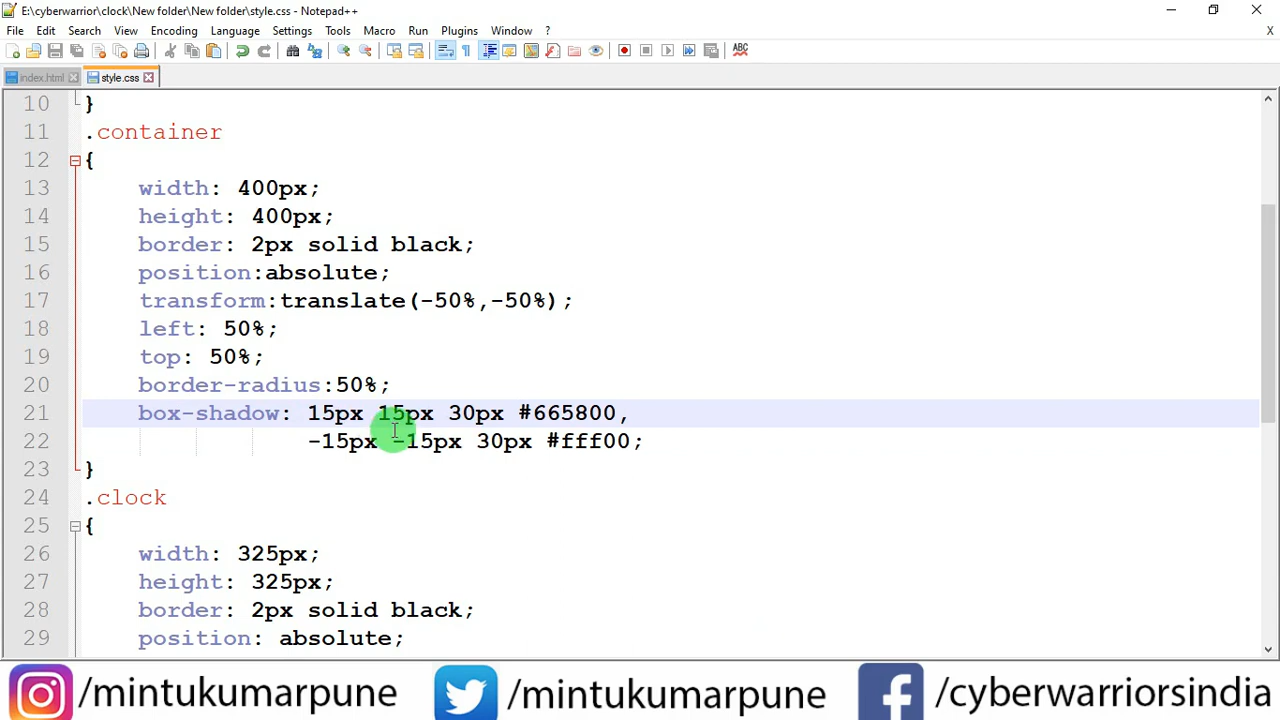 E:\cyberwarrior\clock\New folder\New folder\style.css - Notepad++
File Edit Search View Encoding Language Settings Tools Macro Run Plugins Window ? X
ABC
index.html style.css
10 }
11 .container
12 {
13 width: 400px;
14 height: 400px;
15 border: 2px solid black;
16 position:absolute;
17 transform:translate(-50%,-50%);
18 left: 50%;
19 top: 50%;
20 border-radius:50%;
21 box-shadow: 15px 15px 30px #665800,
22 -15px -15px 30px #fff00;
23 }
24 .clock
25 {
26 width: 325px;
27 height: 325px;
28 border: 2px solid black;
29 position: absolute;
/mintukumarpune /mintukumarpune /cyberwarriorsindia